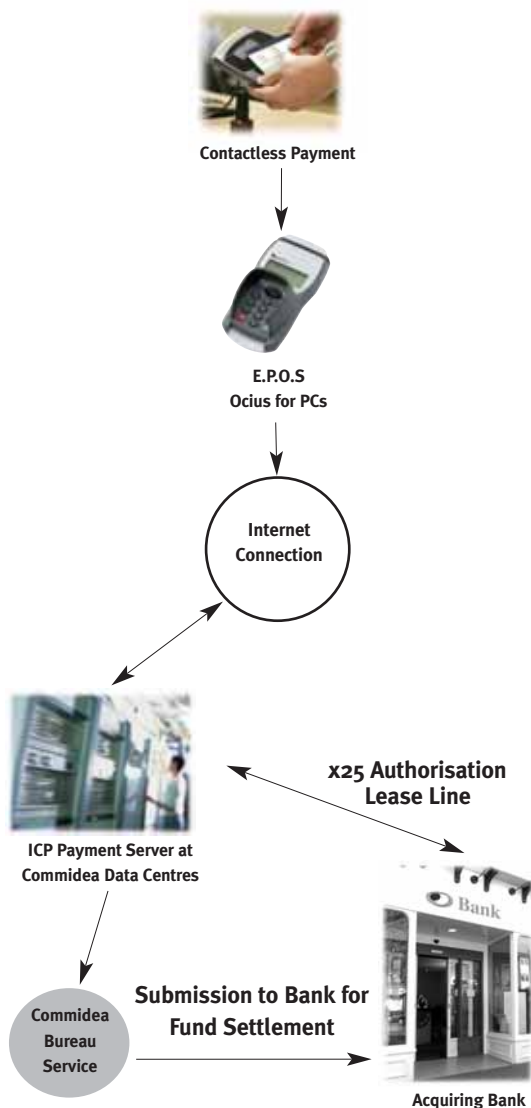 Contactless Payment
E.P.O.S
Ocius for PCs
Internet
Connection
x25 Authorisation
Lease Line
ICP Payment Server at
Commidea Data Centres
Bank
Commidea
Bureau
Service
Submission to Bank for
Fund Settlement
Acquiring Bank